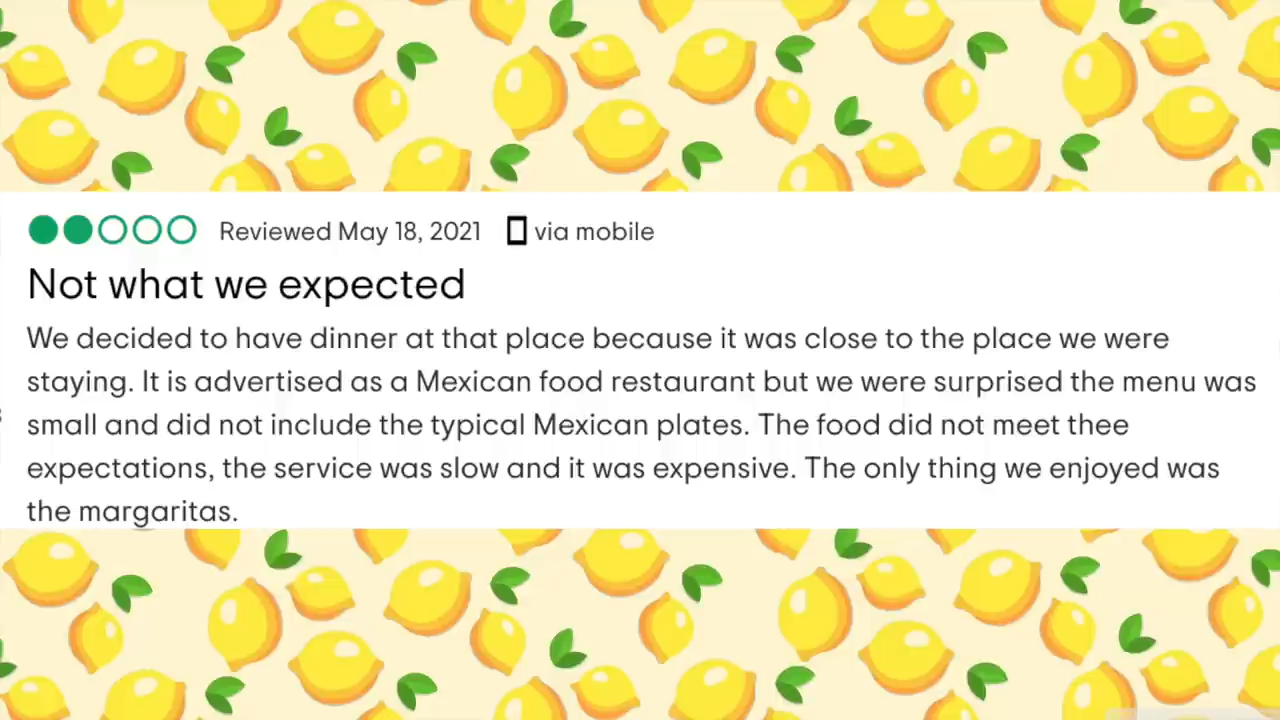 Reviewed May 18, 2021 via mobile
Not what we expected
We decided to have dinner at that place because it was close to the place we were
staying. It is advertised as a Mexican food restaurant but we were surprised the menu was
small and did not include the typical Mexican plates. The food did not meet thee
expectations, the service was slow and it was expensive. The only thing we enjoyed was
the margaritas.